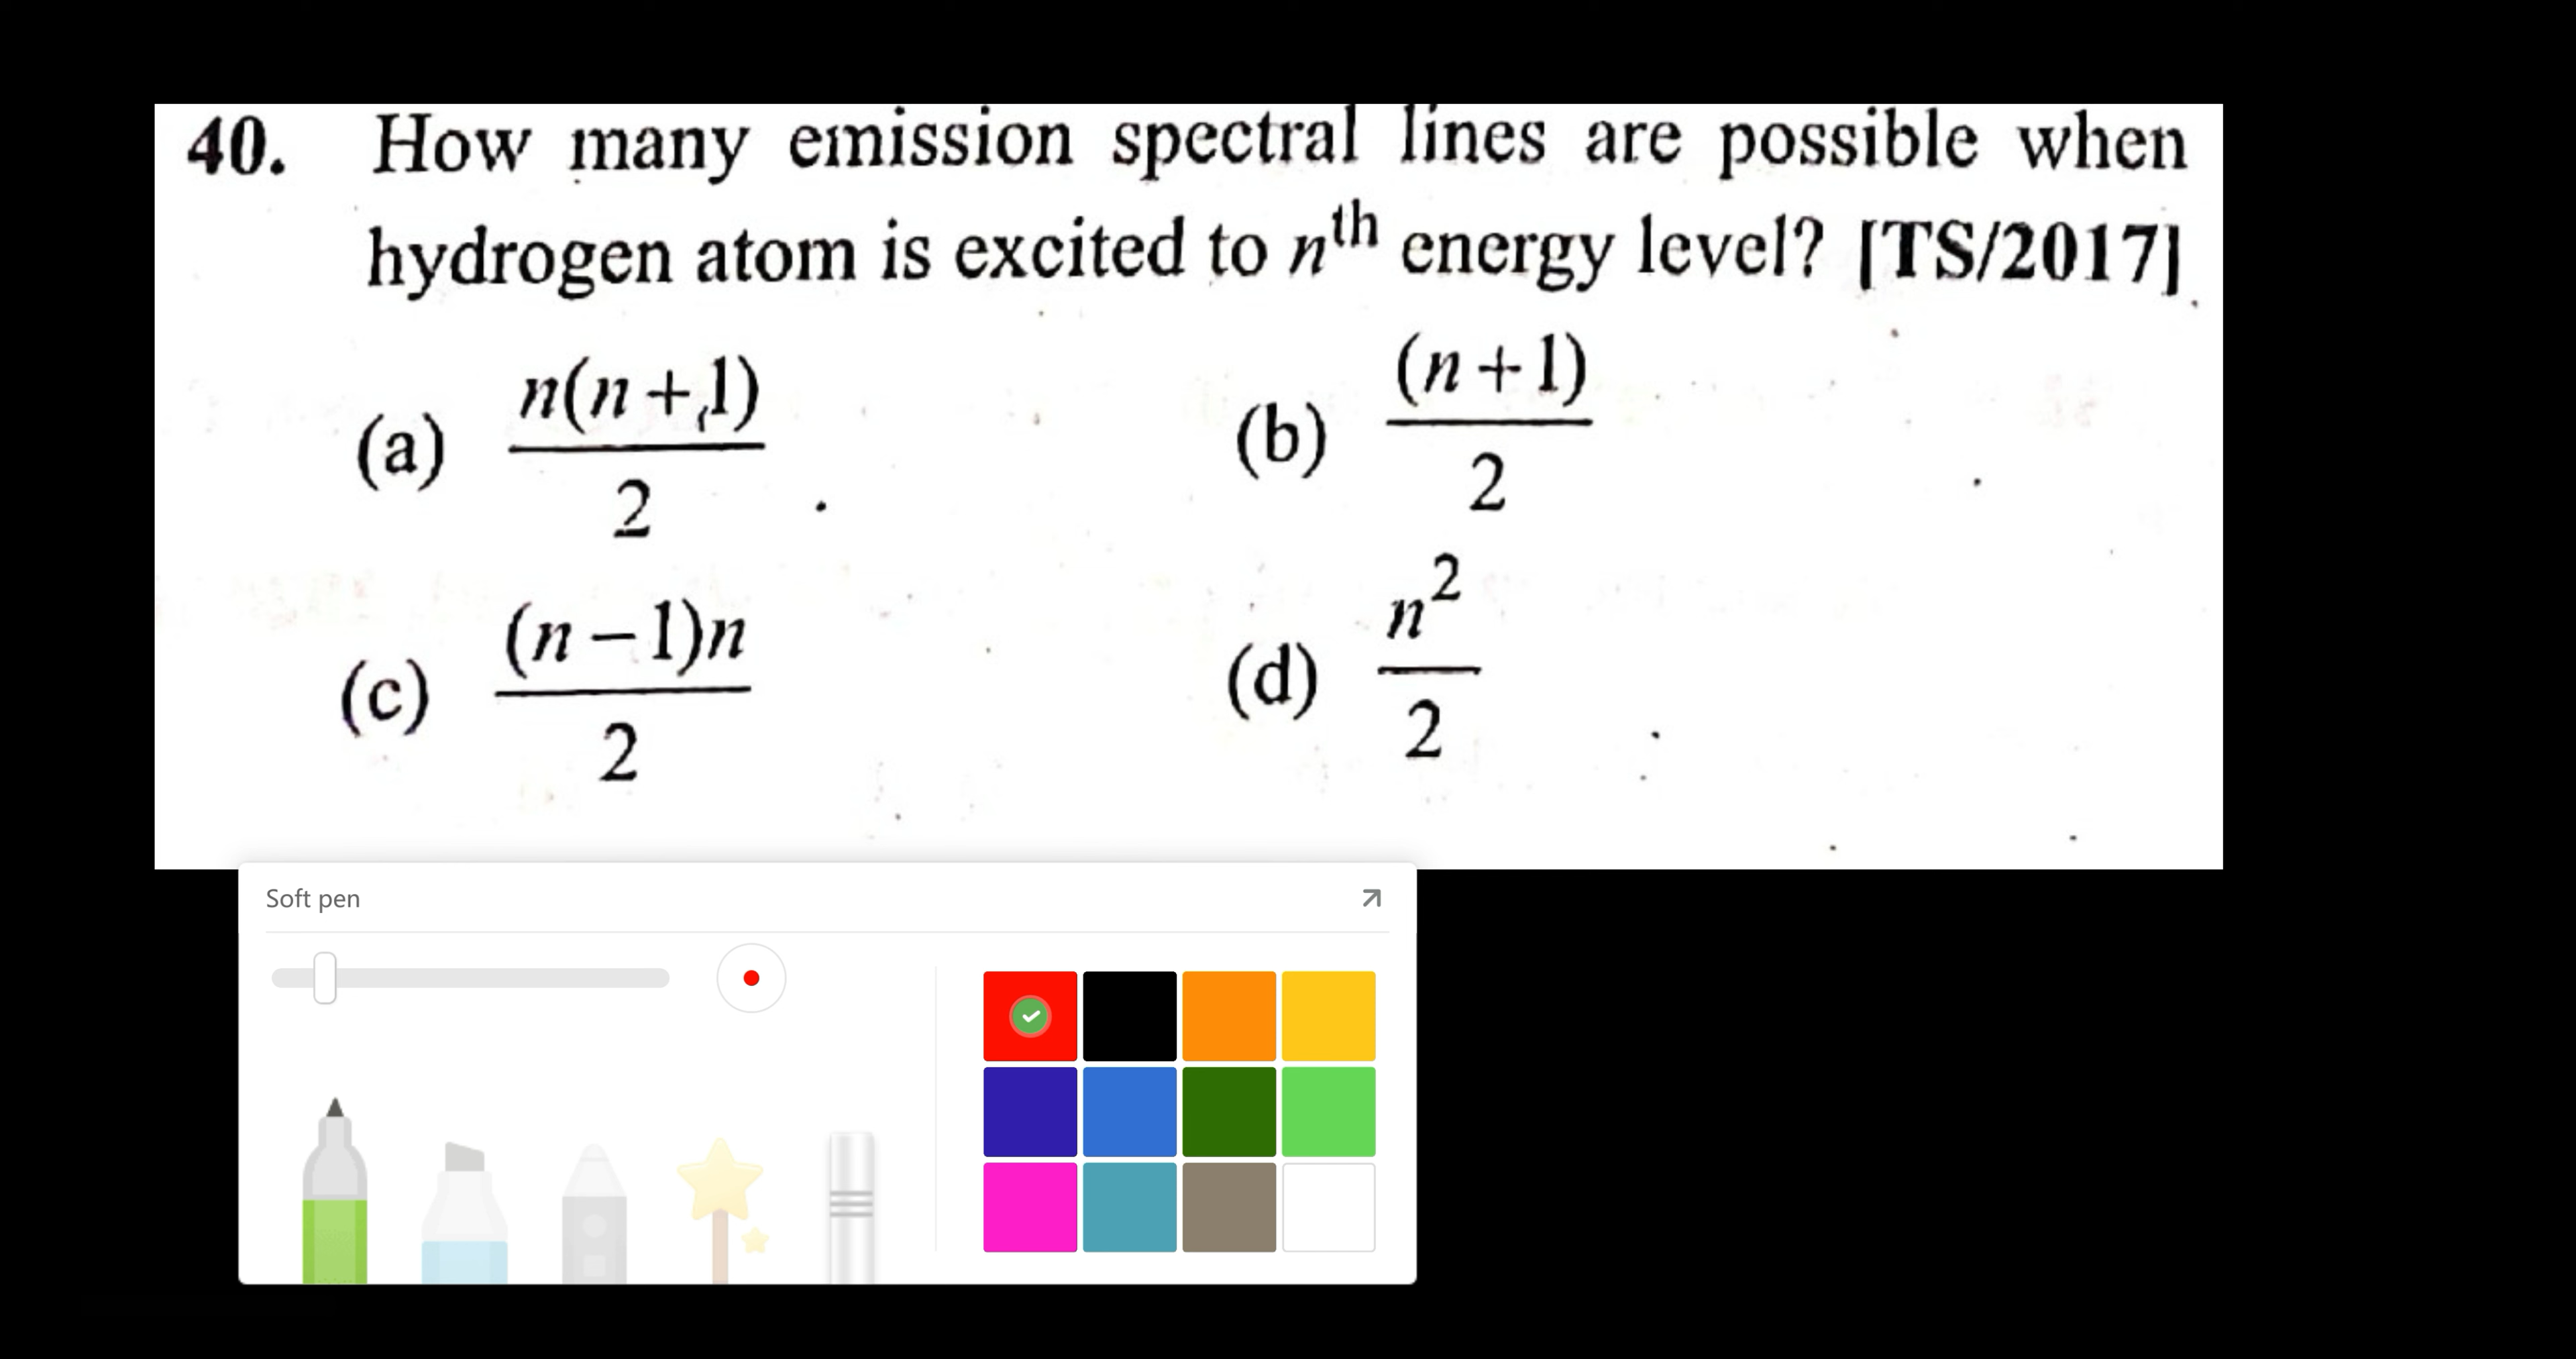 40. How many emission spectral lines are possible when
hydrogen atom is excited to n^th energy level? [TS/2017]
(a) n(n+1)/2 (b) (n+1)/2
(c) (n−1)n/2 (d) n²/2
Soft pen